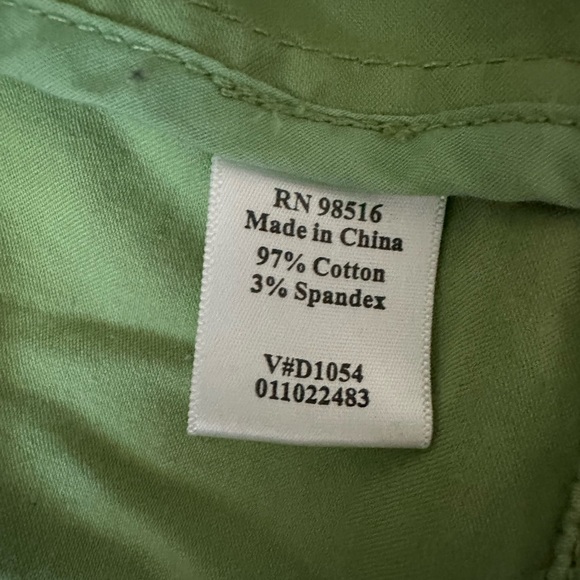 RN 98516
Made in China
97% Cotton
3% Spandex
V#D1054
011022483